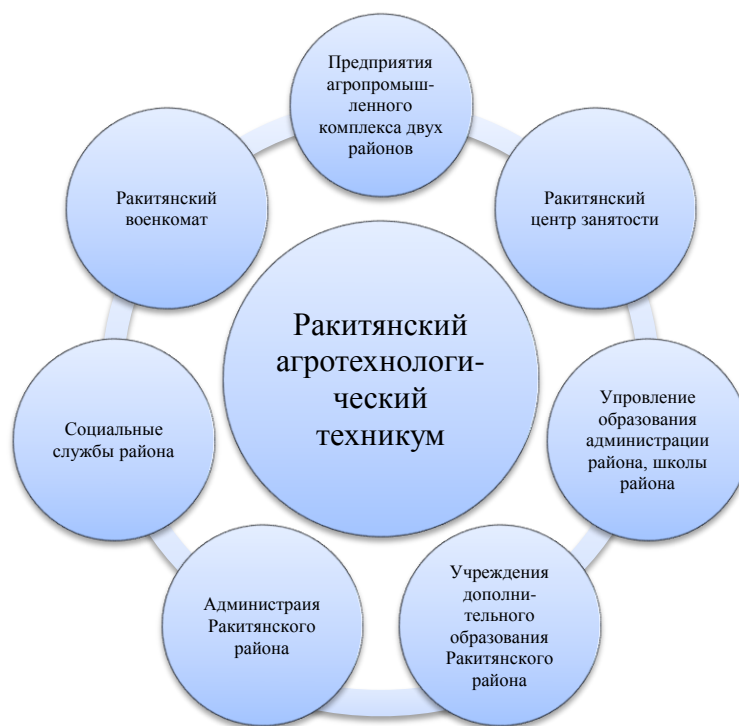 Предприятия
агропромыш-
ленного
комплекса двух
районов
Ракитянский
центр занятости
Упровление
образования
администрации
района, школы
района
Учреждения
дополни-
тельного
образования
Ракитянского
района
Администраия
Ракитянского
района
Социальные
службы района
Ракитянский
военкомат
Ракитянский
агротехнологи-
ческий
техникум